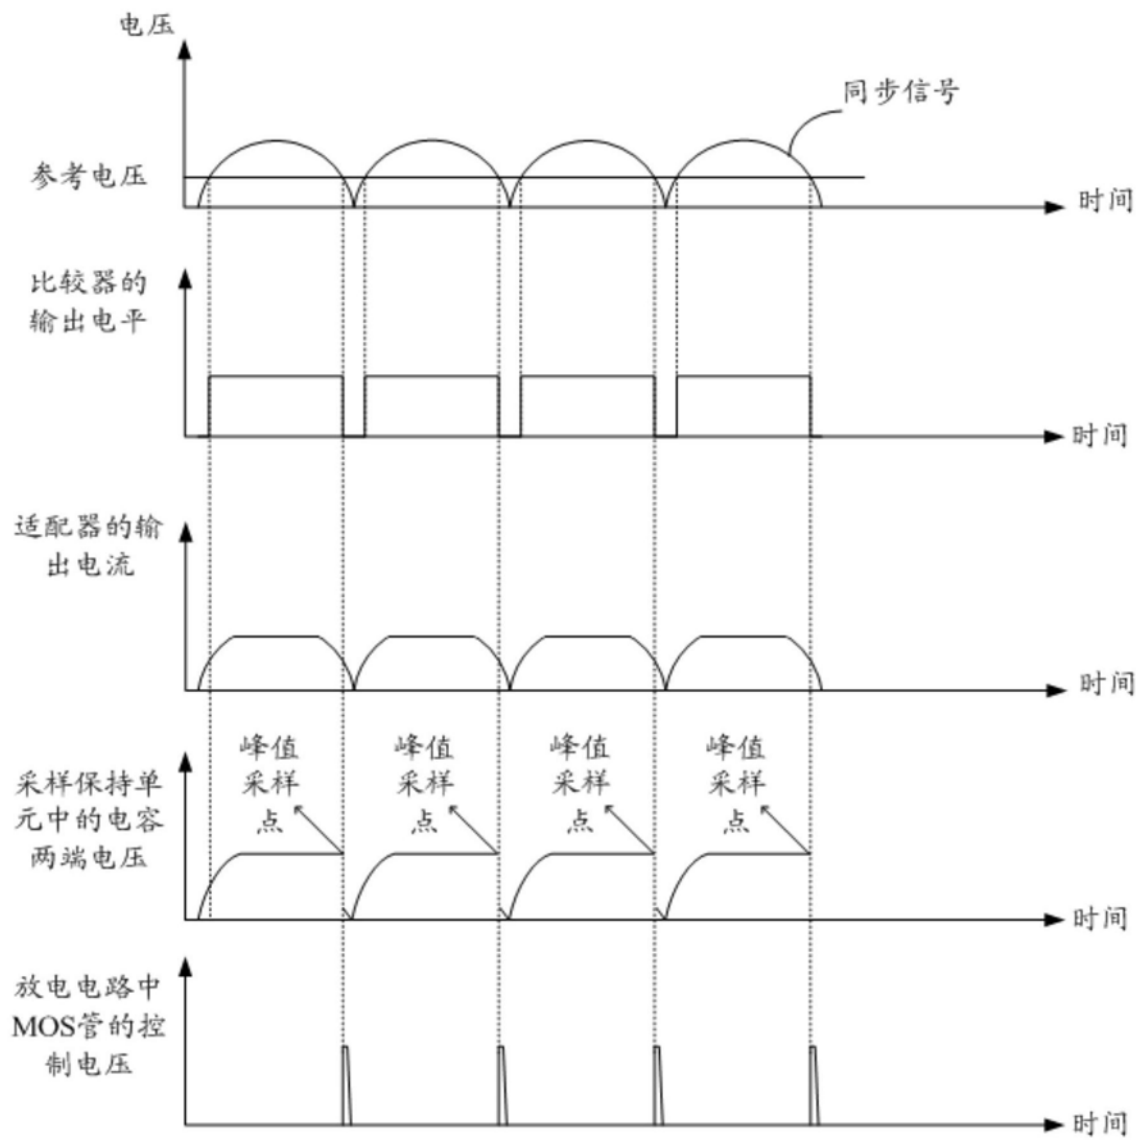 电压
同步信号
参考电压
时间
比较器的
输出电平
时间
适配器的输
出电流
时间
峰值
采样
点
峰值
采样
点
峰值
采样
点
峰值
采样
点
采样保持单
元中的电容
两端电压
时间
放电电路中
MOS管的控
制电压
时间